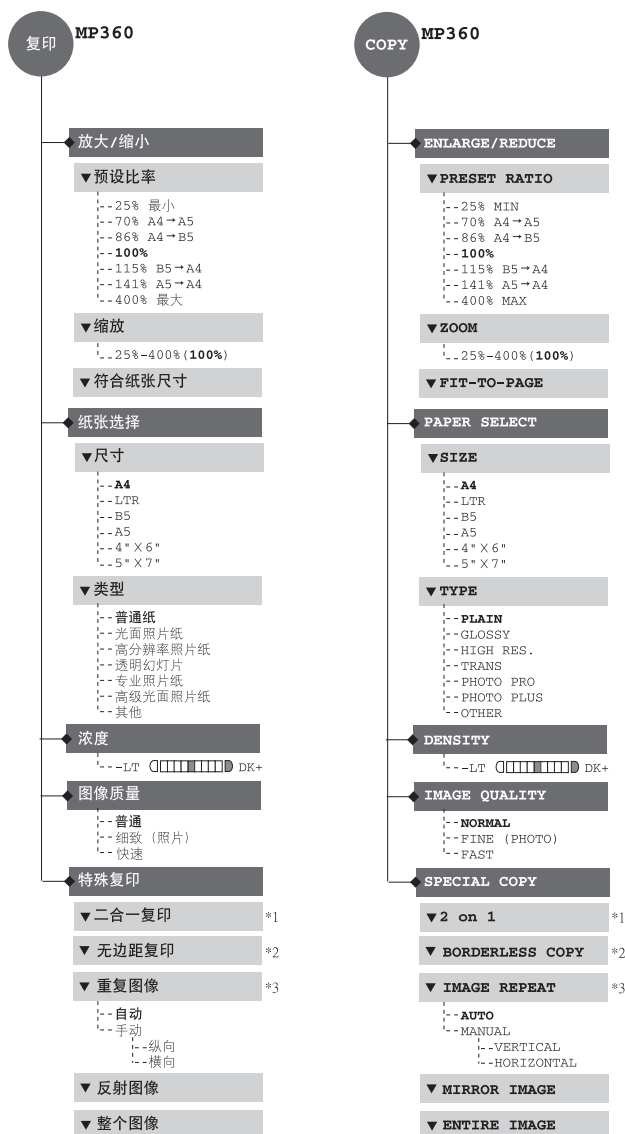 复印 MP360
放大/缩小
▼预设比率
25% 最小
70% A4→A5
86% A4→B5
100%
115% B5→A4
141% A5→A4
400% 最大
▼缩放
25%-400%(100%)
▼符合纸张尺寸
纸张选择
▼尺寸
A4
LTR
B5
A5
4"X6"
5"X7"
▼类型
普通纸
光面照片纸
高分辨率照片纸
透明幻灯片
专业照片纸
高级光面照片纸
其他
浓度
-LT DK+
图像质量
普通
细致 (照片)
快速
特殊复印
▼二合一复印 *1
▼ 无边距复印 *2
▼ 重复图像 *3
自动
手动
纵向
横向
▼ 反射图像
▼ 整个图像
COPY MP360
ENLARGE/REDUCE
▼PRESET RATIO
25% MIN
70% A4→A5
86% A4→B5
100%
115% B5→A4
141% A5→A4
400% MAX
▼ZOOM
25%-400%(100%)
▼FIT-TO-PAGE
PAPER SELECT
▼SIZE
A4
LTR
B5
A5
4"X6"
5"X7"
▼TYPE
PLAIN
GLOSSY
HIGH RES.
TRANS
PHOTO PRO
PHOTO PLUS
OTHER
DENSITY
-LT DK+
IMAGE QUALITY
NORMAL
FINE (PHOTO)
FAST
SPECIAL COPY
▼2 on 1 *1
▼ BORDERLESS COPY *2
▼ IMAGE REPEAT *3
AUTO
MANUAL
VERTICAL
HORIZONTAL
▼ MIRROR IMAGE
▼ ENTIRE IMAGE